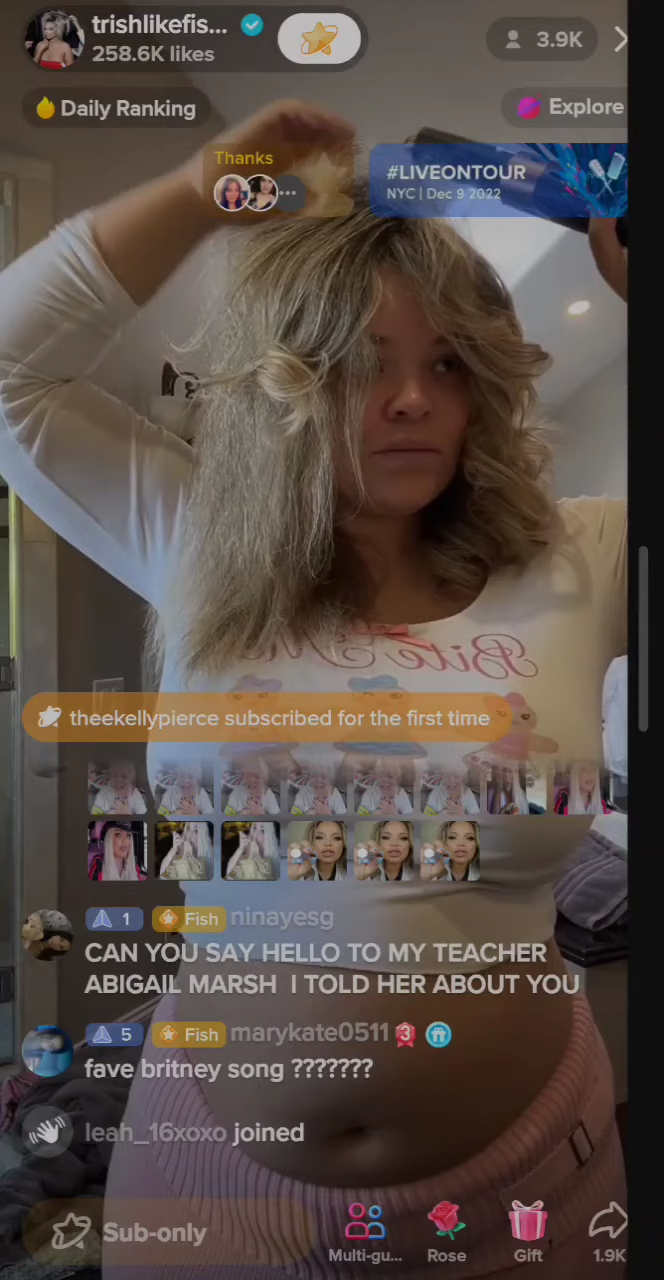 trishlikefis...
258.6K likes
3.9K
Daily Ranking
Explore
Thanks
#LIVEONTOUR
NYC | Dec 9 2022
Bite Me
theekellypierce subscribed for the first time
1 Fish ninayesg
CAN YOU SAY HELLO TO MY TEACHER
ABIGAIL MARSH I TOLD HER ABOUT YOU
5 Fish marykate0511 3
fave britney song ???????
leah_16xoxo joined
Sub-only
Multi-gu...
Rose
Gift
1.9K